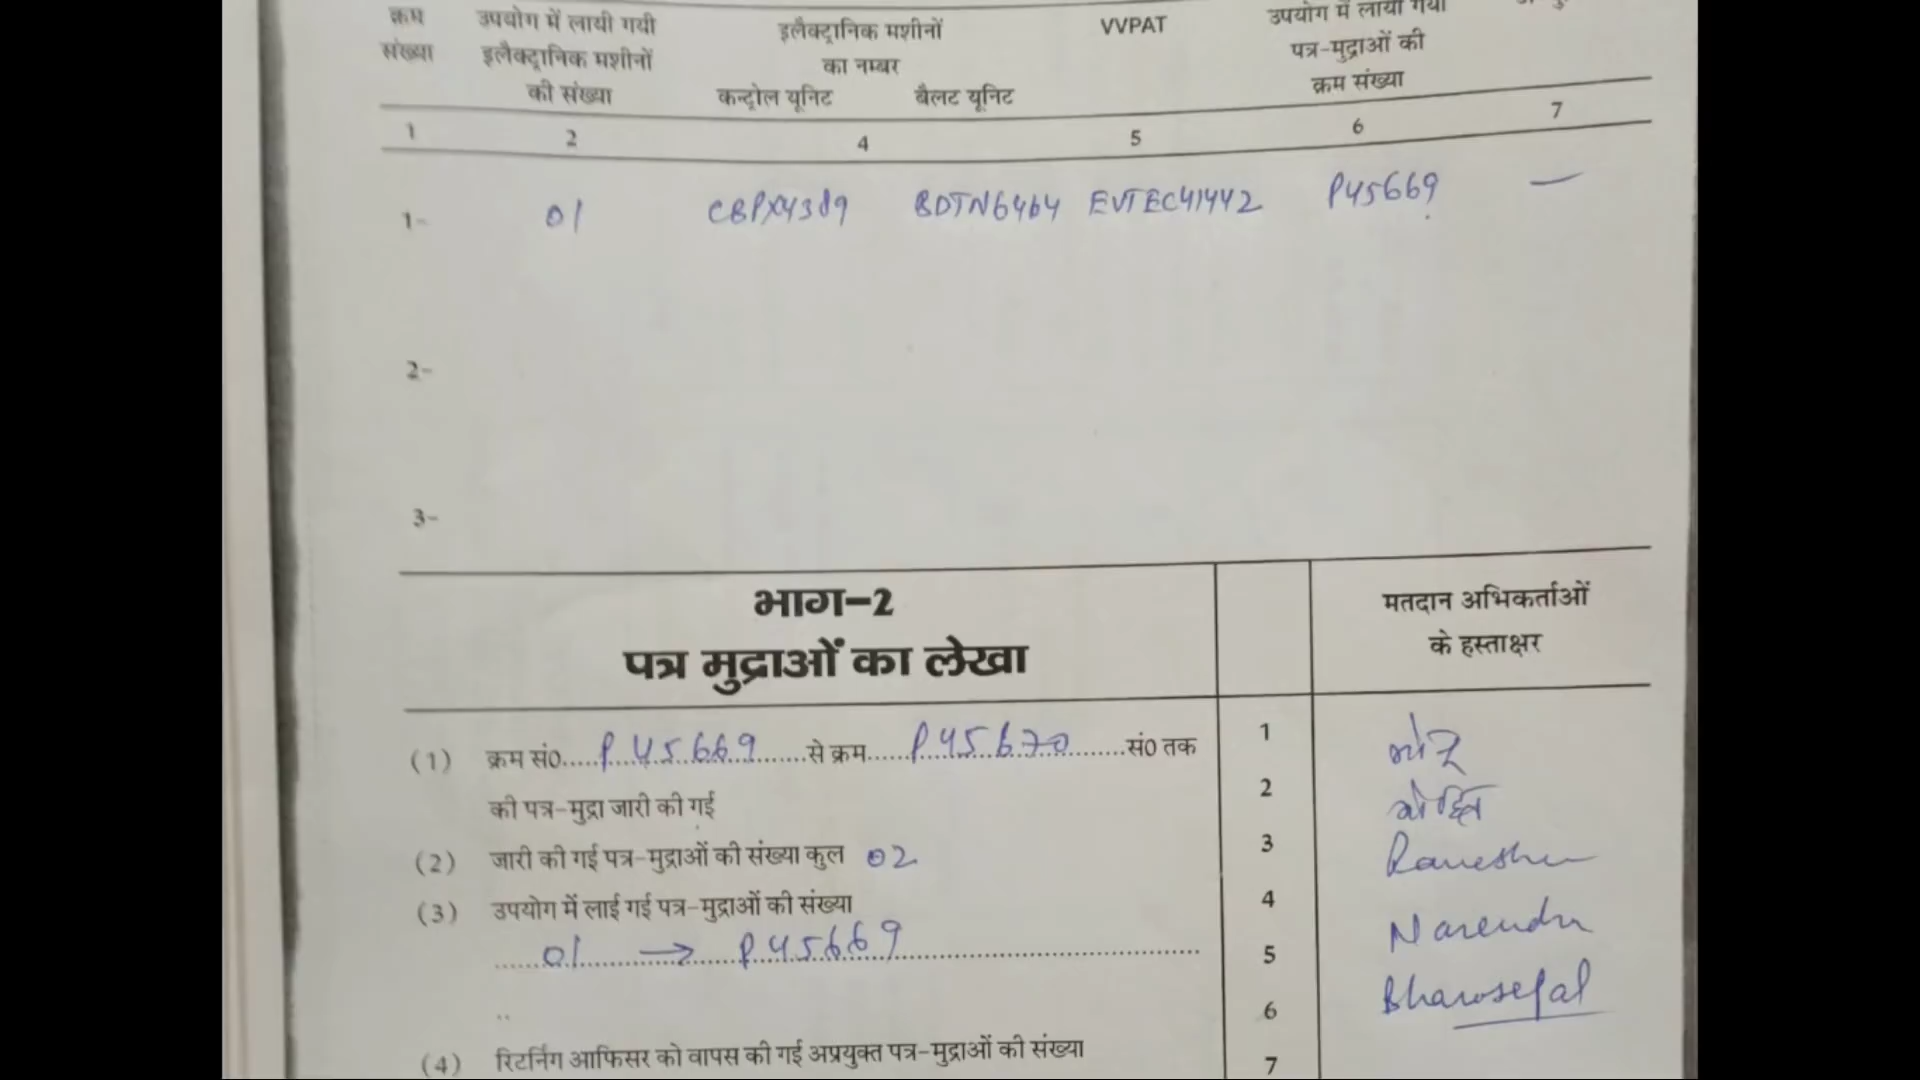 क्रम उपयोग में लायी गयी इलैक्ट्रानिक मशीनों VVPAT उपयोग में लायी गयी
संख्या इलैक्ट्रानिक मशीनों का नम्बर पत्र-मुद्राओं की
की संख्या कन्ट्रोल यूनिट बैलट यूनिट क्रम संख्या
1 2 4 5 6 7
1- 01 BDTN6464 EVTEC41442 P45669 —
2-
3-
भाग-2
पत्र मुद्राओं का लेखा
मतदान अभिकर्ताओं
के हस्ताक्षर
(1) क्रम सं0.....P45669.....से क्रम.....P45670.....सं0 तक 1
की पत्र-मुद्रा जारी की गई 2
(2) जारी की गई पत्र-मुद्राओं की संख्या कुल 02 3
(3) उपयोग में लाई गई पत्र-मुद्राओं की संख्या 4 Narendra
.....01.....→ P45669..... 5 Bharosepal
6
(4) रिटर्निंग आफिसर को वापस की गई अप्रयुक्त पत्र-मुद्राओं की संख्या 7